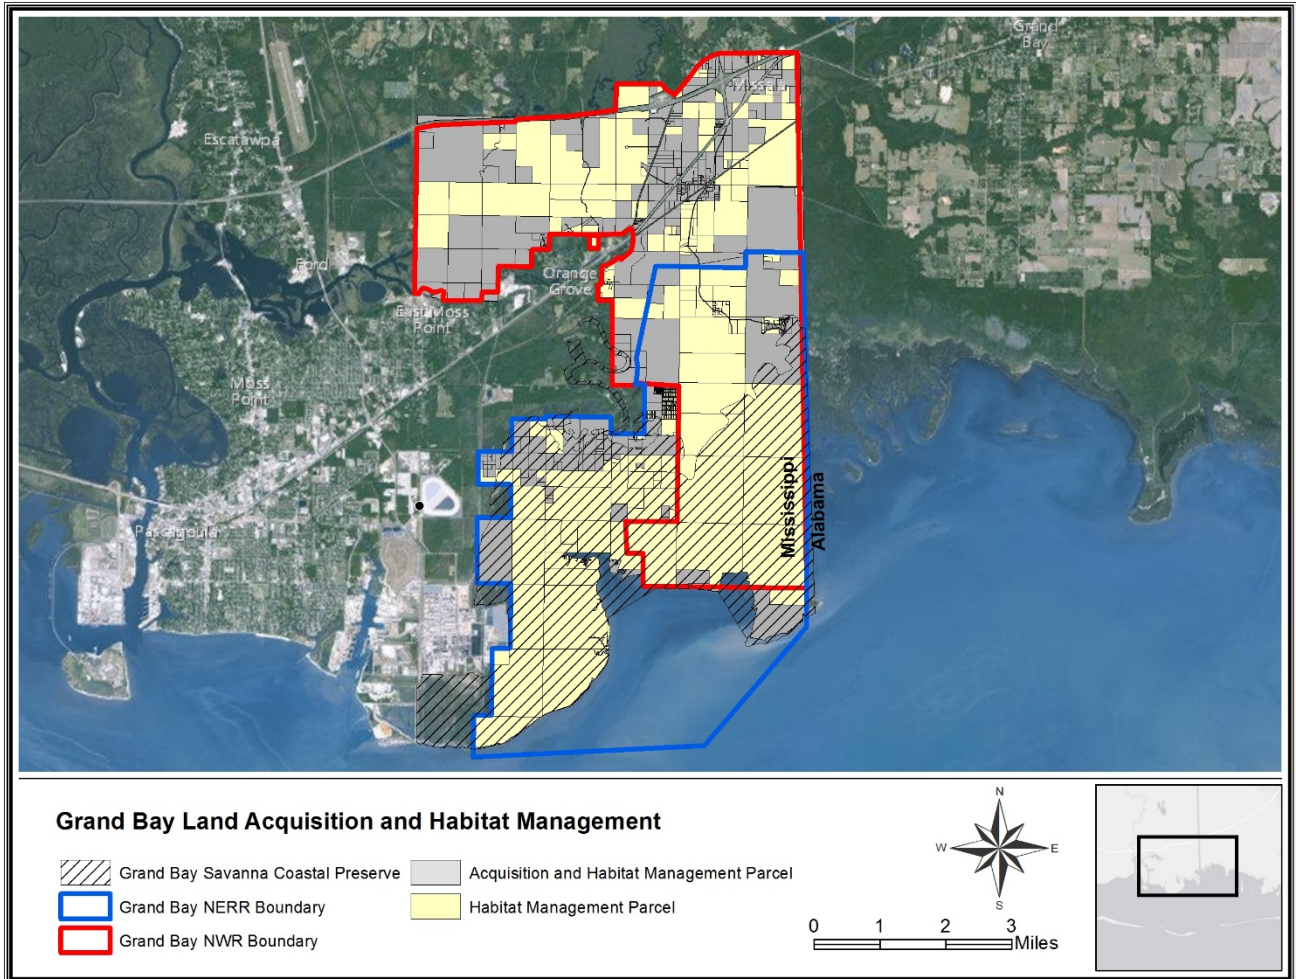 Grand
Bay
Missala
Escatawpa
Ford
Orange
Grove
East Moss
Point
Moss
Point
Pascagoula
Mississippi
Alabama
Grand Bay Land Acquisition and Habitat Management
Grand Bay Savanna Coastal Preserve
Acquisition and Habitat Management Parcel
Grand Bay NERR Boundary
Habitat Management Parcel
Grand Bay NWR Boundary
N
W
E
S
0 1 2 3
Miles